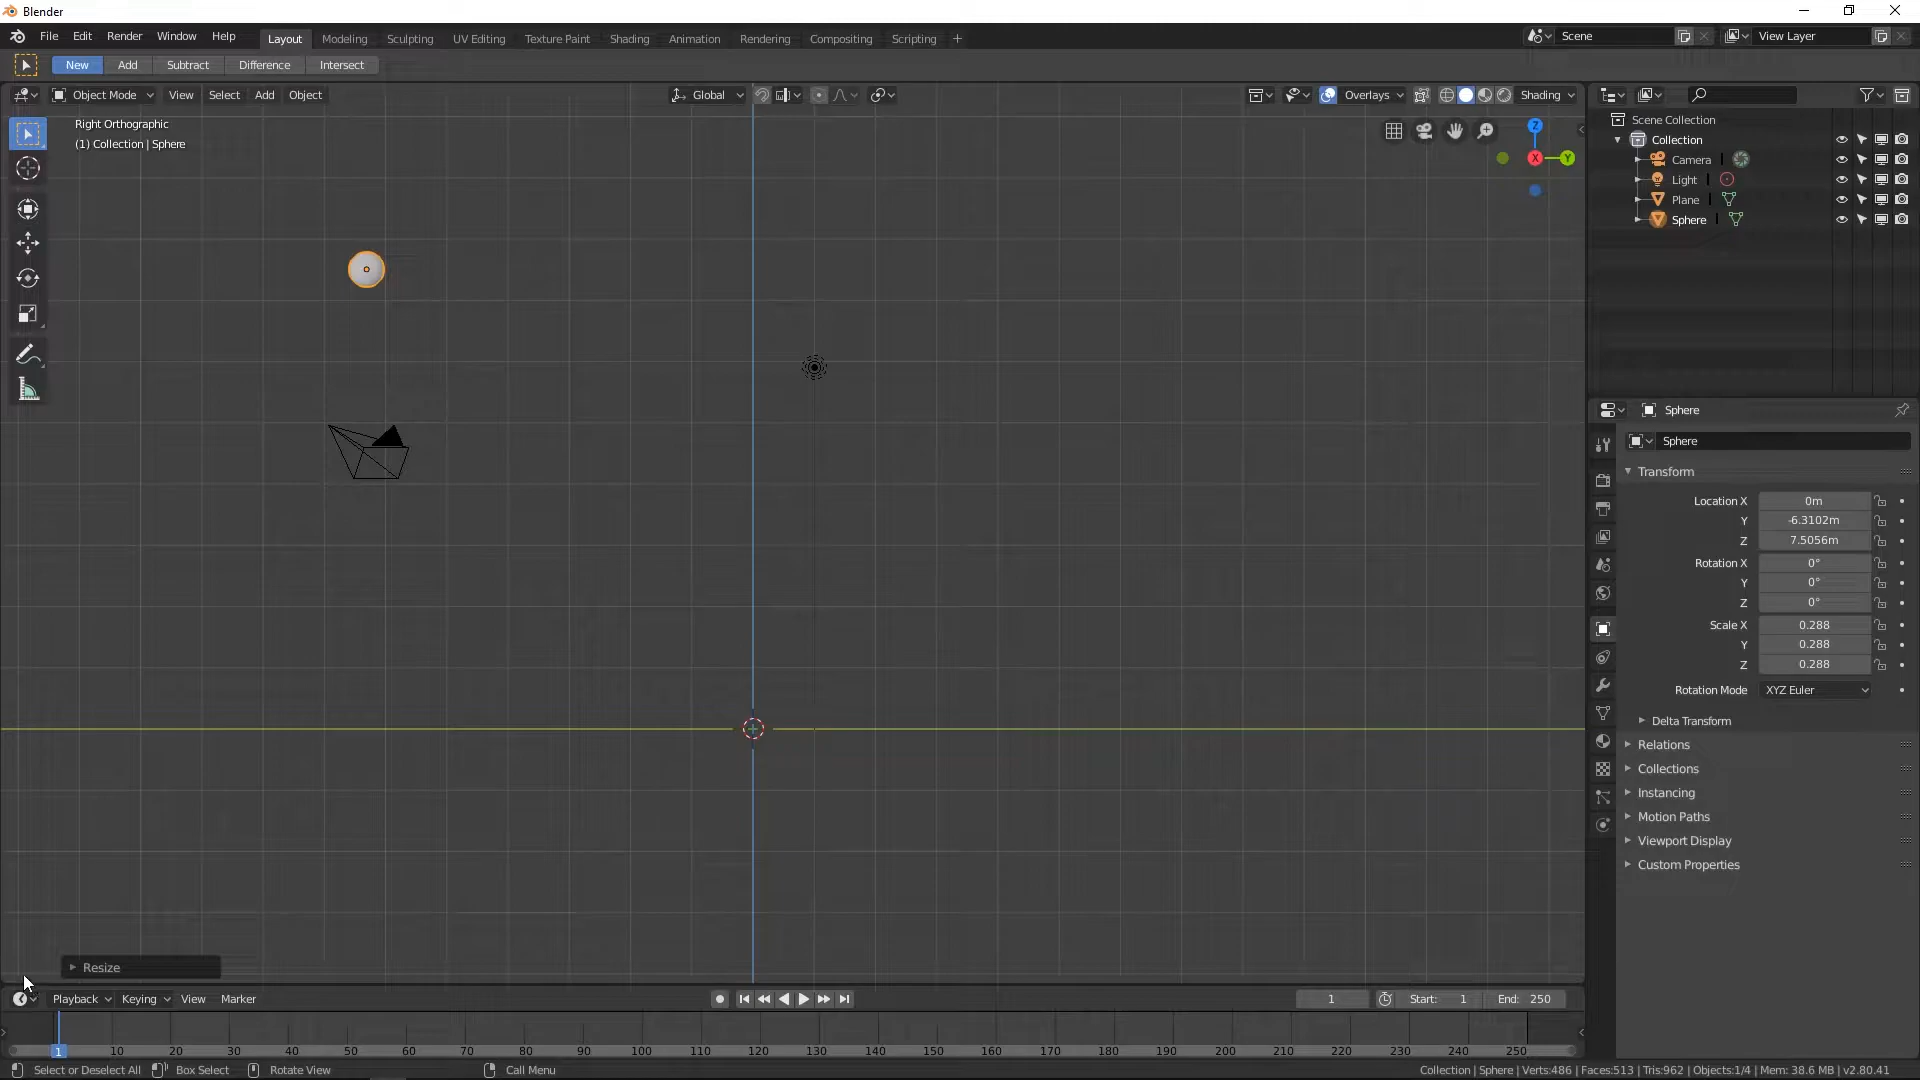 Blender
File Edit Render Window Help
Layout Modeling Sculpting UV Editing Texture Paint Shading Animation Rendering Compositing Scripting +
Scene
View Layer
New Add Subtract Difference Intersect
Object Mode View Select Add Object
Global
Overlays
Shading
Right Orthographic
(1) Collection | Sphere
Z
X
Y
Scene Collection
Collection
Camera
Light
Plane
Sphere
Sphere
Sphere
Transform
Location X 0m
Y -6.3102m
Z 7.5056m
Rotation X 0°
Y 0°
Z 0°
Scale X 0.288
Y 0.288
Z 0.288
Rotation Mode XYZ Euler
Delta Transform
Relations
Collections
Instancing
Motion Paths
Viewport Display
Custom Properties
Resize
Playback Keying View Marker
1 Start: 1 End: 250
1 10 20 30 40 50 60 70 80 90 100 110 120 130 140 150 160 170 180 190 200 210 220 230 240 250
Select or Deselect All Box Select Rotate View Call Menu
Collection | Sphere | Verts:486 | Faces:513 | Tris:962 | Objects:1/4 | Mem: 38.6 MB | v2.80.41